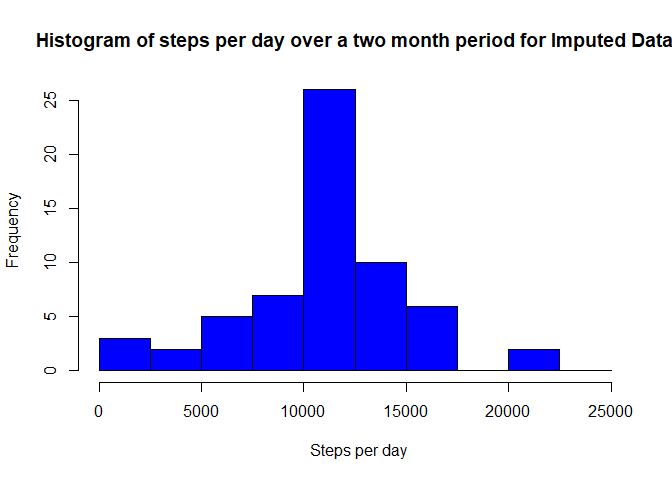 Histogram of steps per day over a two month period for Imputed Data
Frequency
25
20
15
10
5
0
0 5000 10000 15000 20000 25000
Steps per day